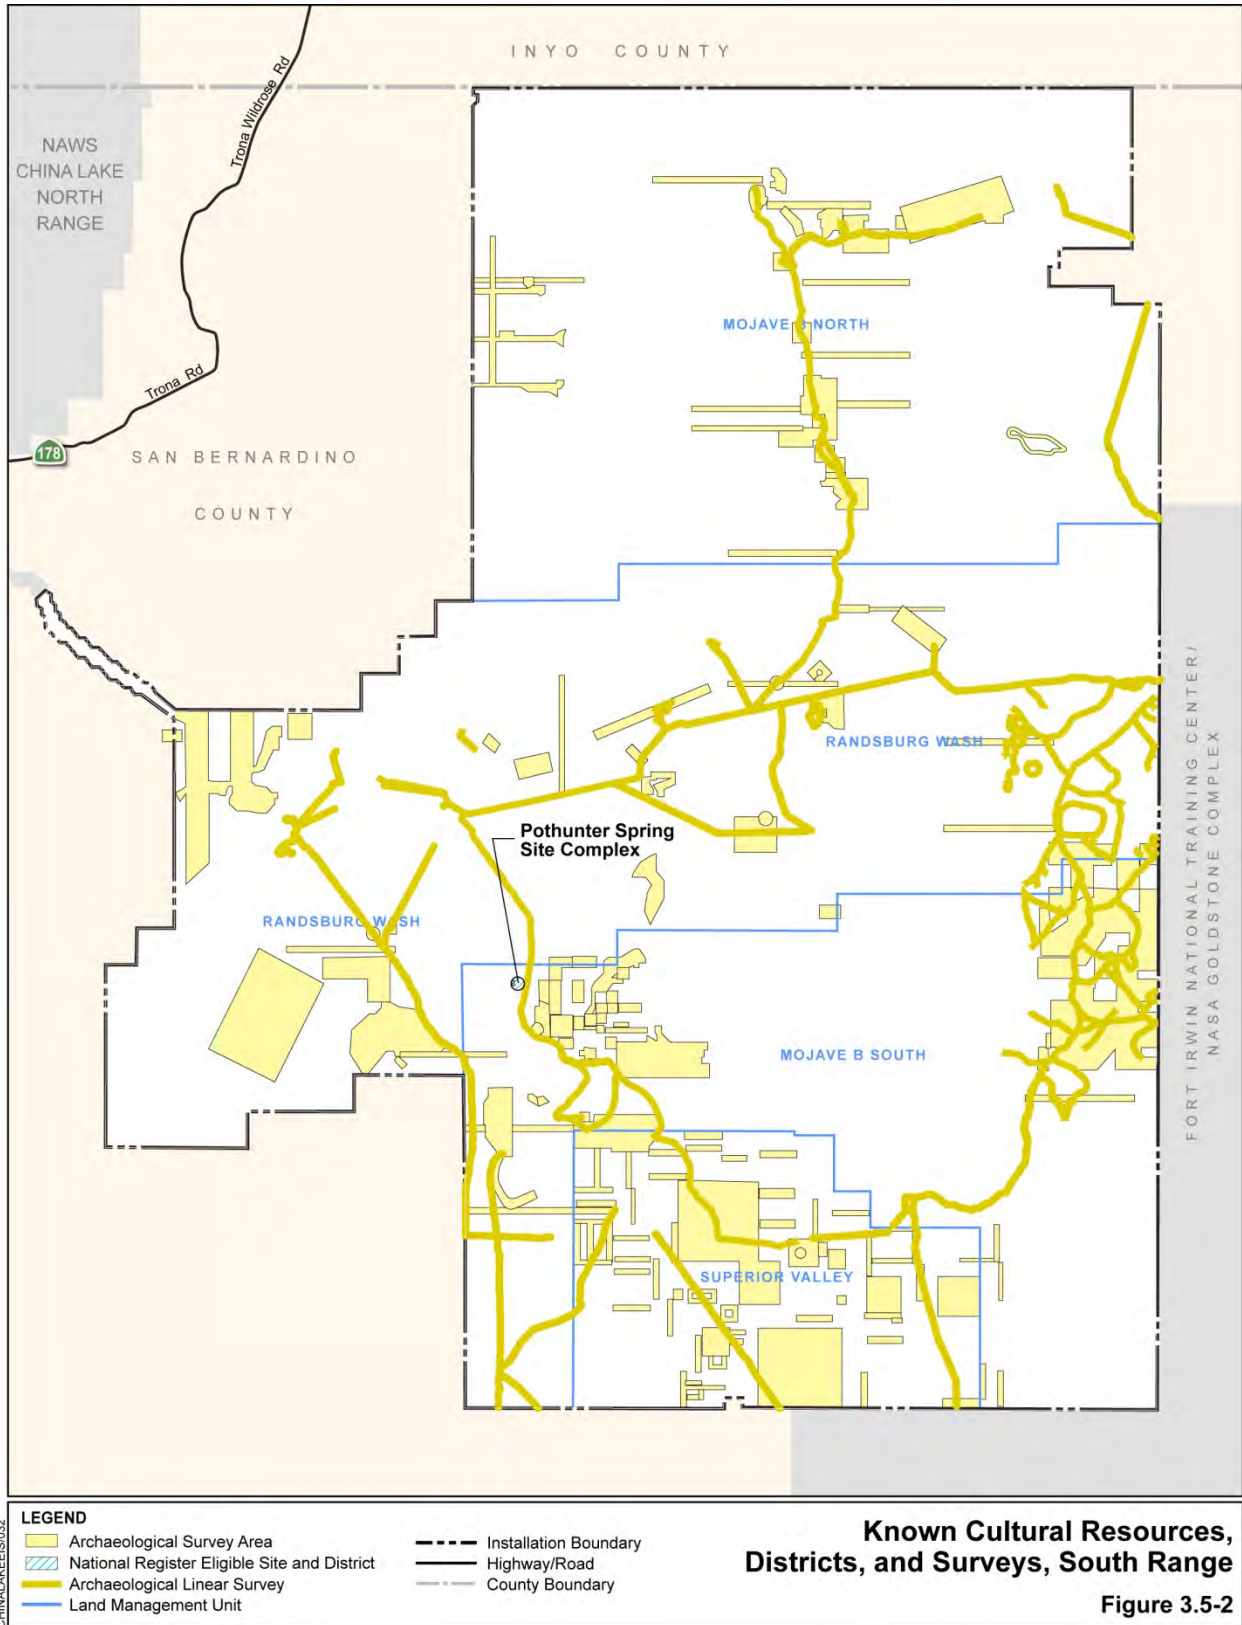 INYO COUNTY
Trona Wildrose Rd
NAWS
CHINA LAKE
NORTH
RANGE
MOJAVE B NORTH
Trona Rd
178
SAN BERNARDINO
COUNTY
RANDSBURG WASH
Pothunter Spring
Site Complex
RANDSBURG WASH
MOJAVE B SOUTH
SUPERIOR VALLEY
FORT IRWIN NATIONAL TRAINING CENTER/
NASA GOLDSTONE COMPLEX
LEGEND
Archaeological Survey Area
National Register Eligible Site and District
Archaeological Linear Survey
Land Management Unit
Installation Boundary
Highway/Road
County Boundary
Known Cultural Resources,
Districts, and Surveys, South Range
Figure 3.5-2